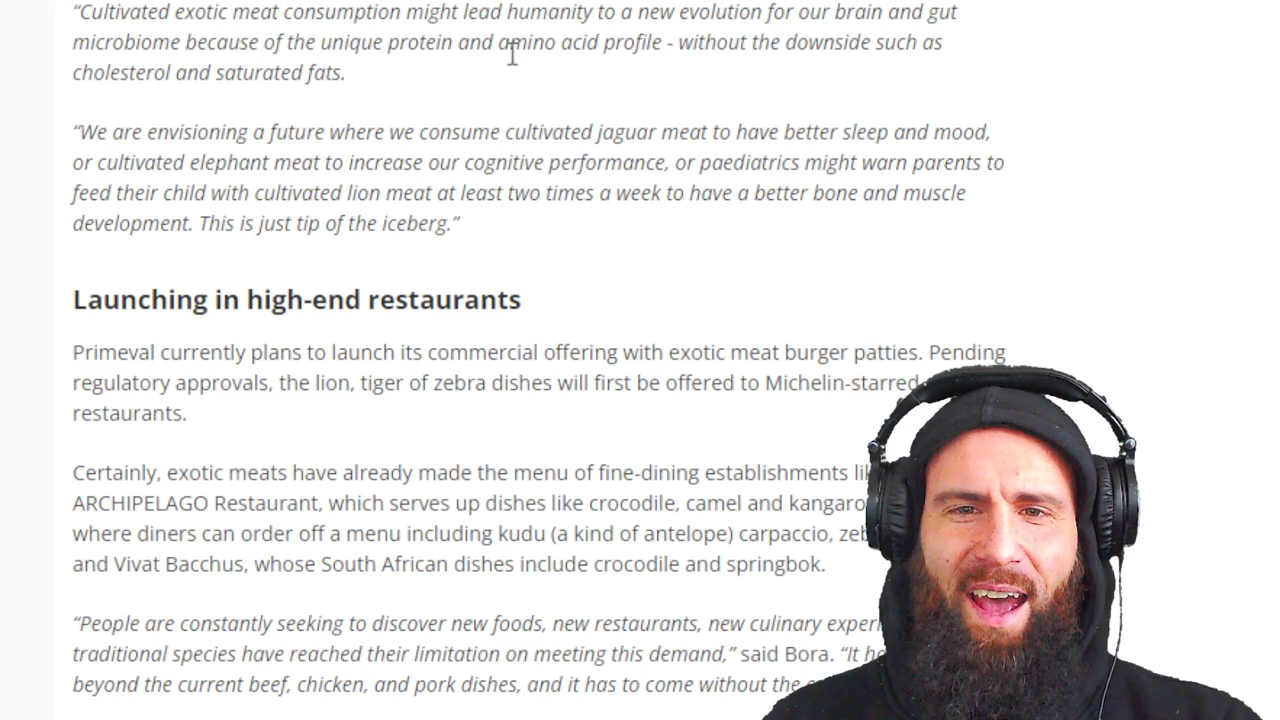 “Cultivated exotic meat consumption might lead humanity to a new evolution for our brain and gut
microbiome because of the unique protein and amino acid profile - without the downside such as
cholesterol and saturated fats.
“We are envisioning a future where we consume cultivated jaguar meat to have better sleep and mood,
or cultivated elephant meat to increase our cognitive performance, or paediatrics might warn parents to
feed their child with cultivated lion meat at least two times a week to have a better bone and muscle
development. This is just tip of the iceberg.”
Launching in high-end restaurants
Primeval currently plans to launch its commercial offering with exotic meat burger patties. Pending
regulatory approvals, the lion, tiger of zebra dishes will first be offered to Michelin-starred
restaurants.
Certainly, exotic meats have already made the menu of fine-dining establishments
ARCHIPELAGO Restaurant, which serves up dishes like crocodile, camel and
where diners can order off a menu including kudu (a kind of antelope) carpaccio,
and Vivat Bacchus, whose South African dishes include crocodile and springbok.
“People are constantly seeking to discover new foods, new restaurants, new culinary
traditional species have reached their limitation on meeting this demand,” said Bora. “It
beyond the current beef, chicken, and pork dishes, and it has to come without the